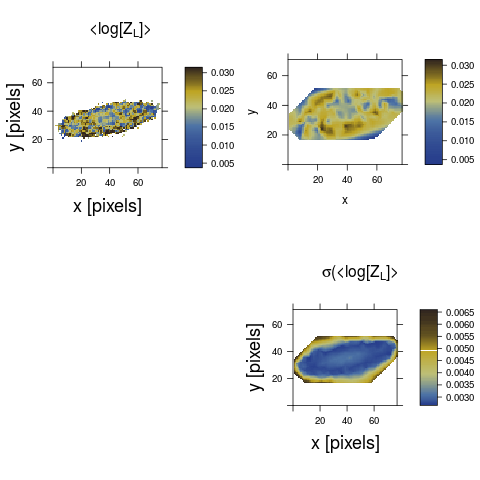 <log[Z_L]>
y [pixels]
60
40
20
20 40 60
x [pixels]
0.030
0.025
0.020
0.015
0.010
0.005
y
60
40
20
20 40 60
x
0.030
0.025
0.020
0.015
0.010
0.005
σ(<log[Z_L]>
y [pixels]
60
40
20
20 40 60
x [pixels]
0.0065
0.0060
0.0055
0.0050
0.0045
0.0040
0.0035
0.0030